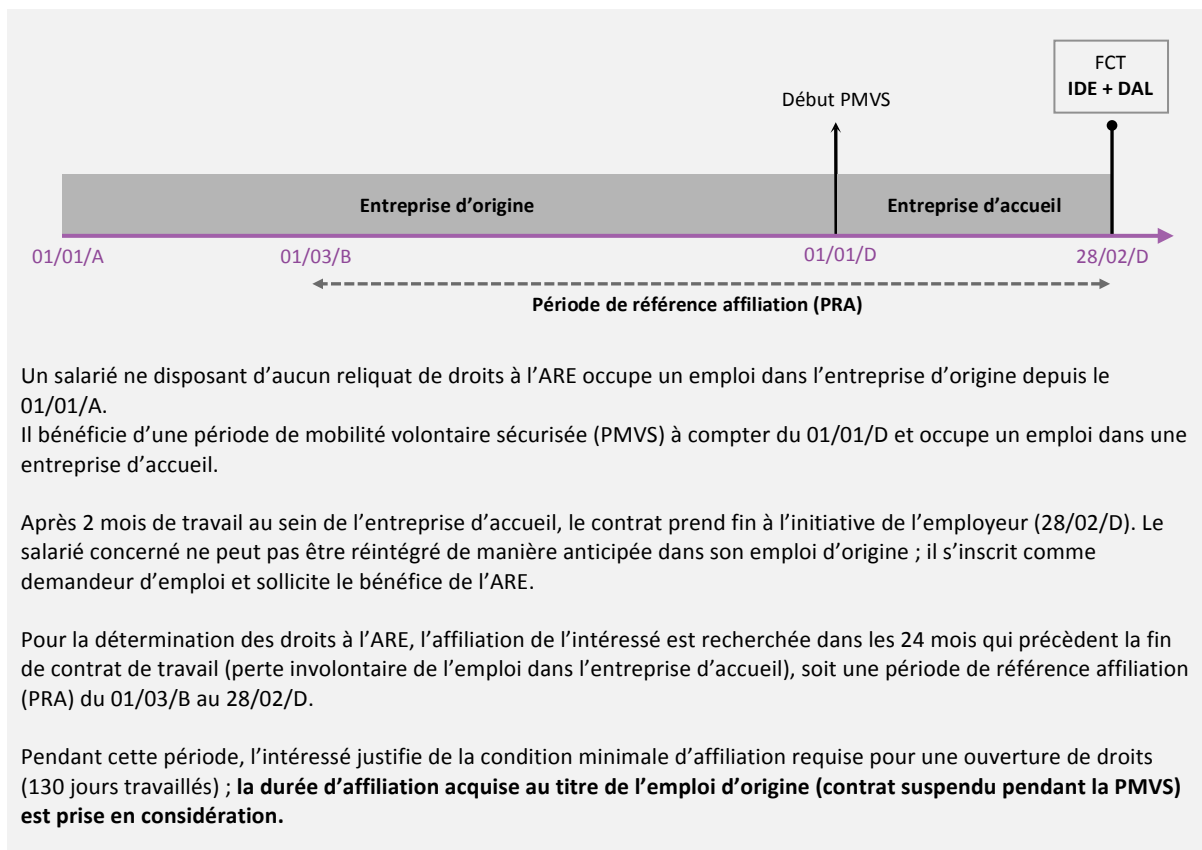 FCT
IDE + DAL
Début PMVS
Entreprise d’origine
Entreprise d’accueil
01/01/A
01/03/B
01/01/D
28/02/D
Période de référence affiliation (PRA)
Un salarié ne disposant d’aucun reliquat de droits à l’ARE occupe un emploi dans l’entreprise d’origine depuis le
01/01/A.
Il bénéficie d’une période de mobilité volontaire sécurisée (PMVS) à compter du 01/01/D et occupe un emploi dans une
entreprise d’accueil.
Après 2 mois de travail au sein de l’entreprise d’accueil, le contrat prend fin à l’initiative de l’employeur (28/02/D). Le
salarié concerné ne peut pas être réintégré de manière anticipée dans son emploi d’origine ; il s’inscrit comme
demandeur d’emploi et sollicite le bénéfice de l’ARE.
Pour la détermination des droits à l’ARE, l’affiliation de l’intéressé est recherchée dans les 24 mois qui précèdent la fin
de contrat de travail (perte involontaire de l’emploi dans l’entreprise d’accueil), soit une période de référence affiliation
(PRA) du 01/03/B au 28/02/D.
Pendant cette période, l’intéressé justifie de la condition minimale d’affiliation requise pour une ouverture de droits
(130 jours travaillés) ; la durée d’affiliation acquise au titre de l’emploi d’origine (contrat suspendu pendant la PMVS)
est prise en considération.